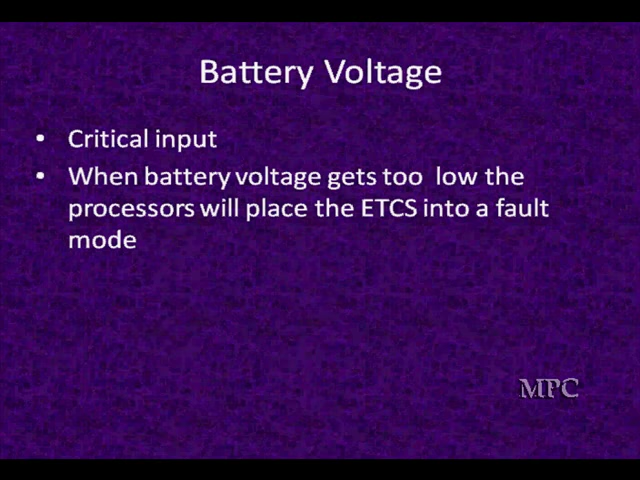 Battery Voltage
• Critical input
• When battery voltage gets too low the
processors will place the ETCS into a fault
mode
MPC